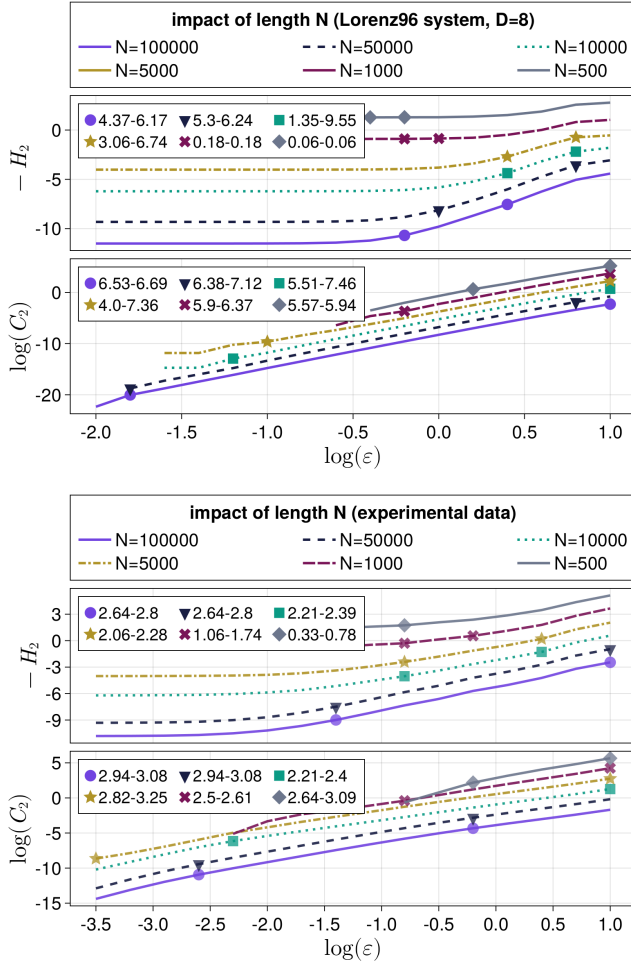 impact of length N (Lorenz96 system, D=8)
N=100000 N=50000 N=10000
N=5000 N=1000 N=500
4.37-6.17 5.3-6.24 1.35-9.55
3.06-6.74 0.18-0.18 0.06-0.06
0
-5
-10
− H₂
6.53-6.69 6.38-7.12 5.51-7.46
4.0-7.36 5.9-6.37 5.57-5.94
0
-10
-20
log(C₂)
-2.0 -1.5 -1.0 -0.5 0.0 0.5 1.0
log(ε)
impact of length N (experimental data)
N=100000 N=50000 N=10000
N=5000 N=1000 N=500
2.64-2.8 2.64-2.8 2.21-2.39
2.06-2.28 1.06-1.74 0.33-0.78
3
0
-3
-6
-9
− H₂
2.94-3.08 2.94-3.08 2.21-2.4
2.82-3.25 2.5-2.61 2.64-3.09
5
0
-5
-10
-15
log(C₂)
-3.5 -3.0 -2.5 -2.0 -1.5 -1.0 -0.5 0.0 0.5 1.0
log(ε)